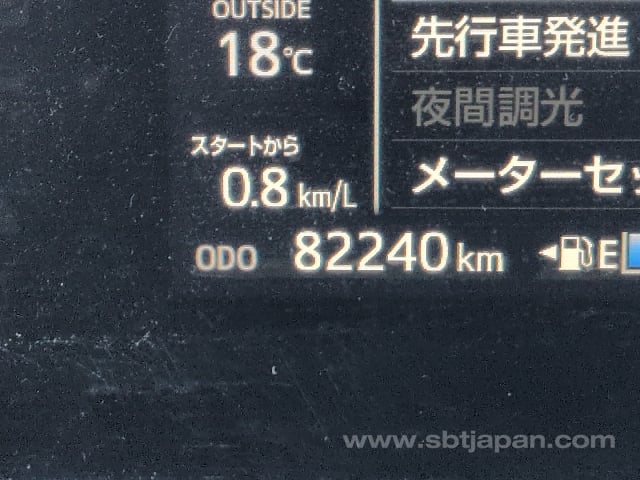 OUTSIDE
18℃
スタートから
0.8 km/L
ODO 82240 km
先行車発進
夜間調光
メーターセッ
E
www.sbtjapan.com